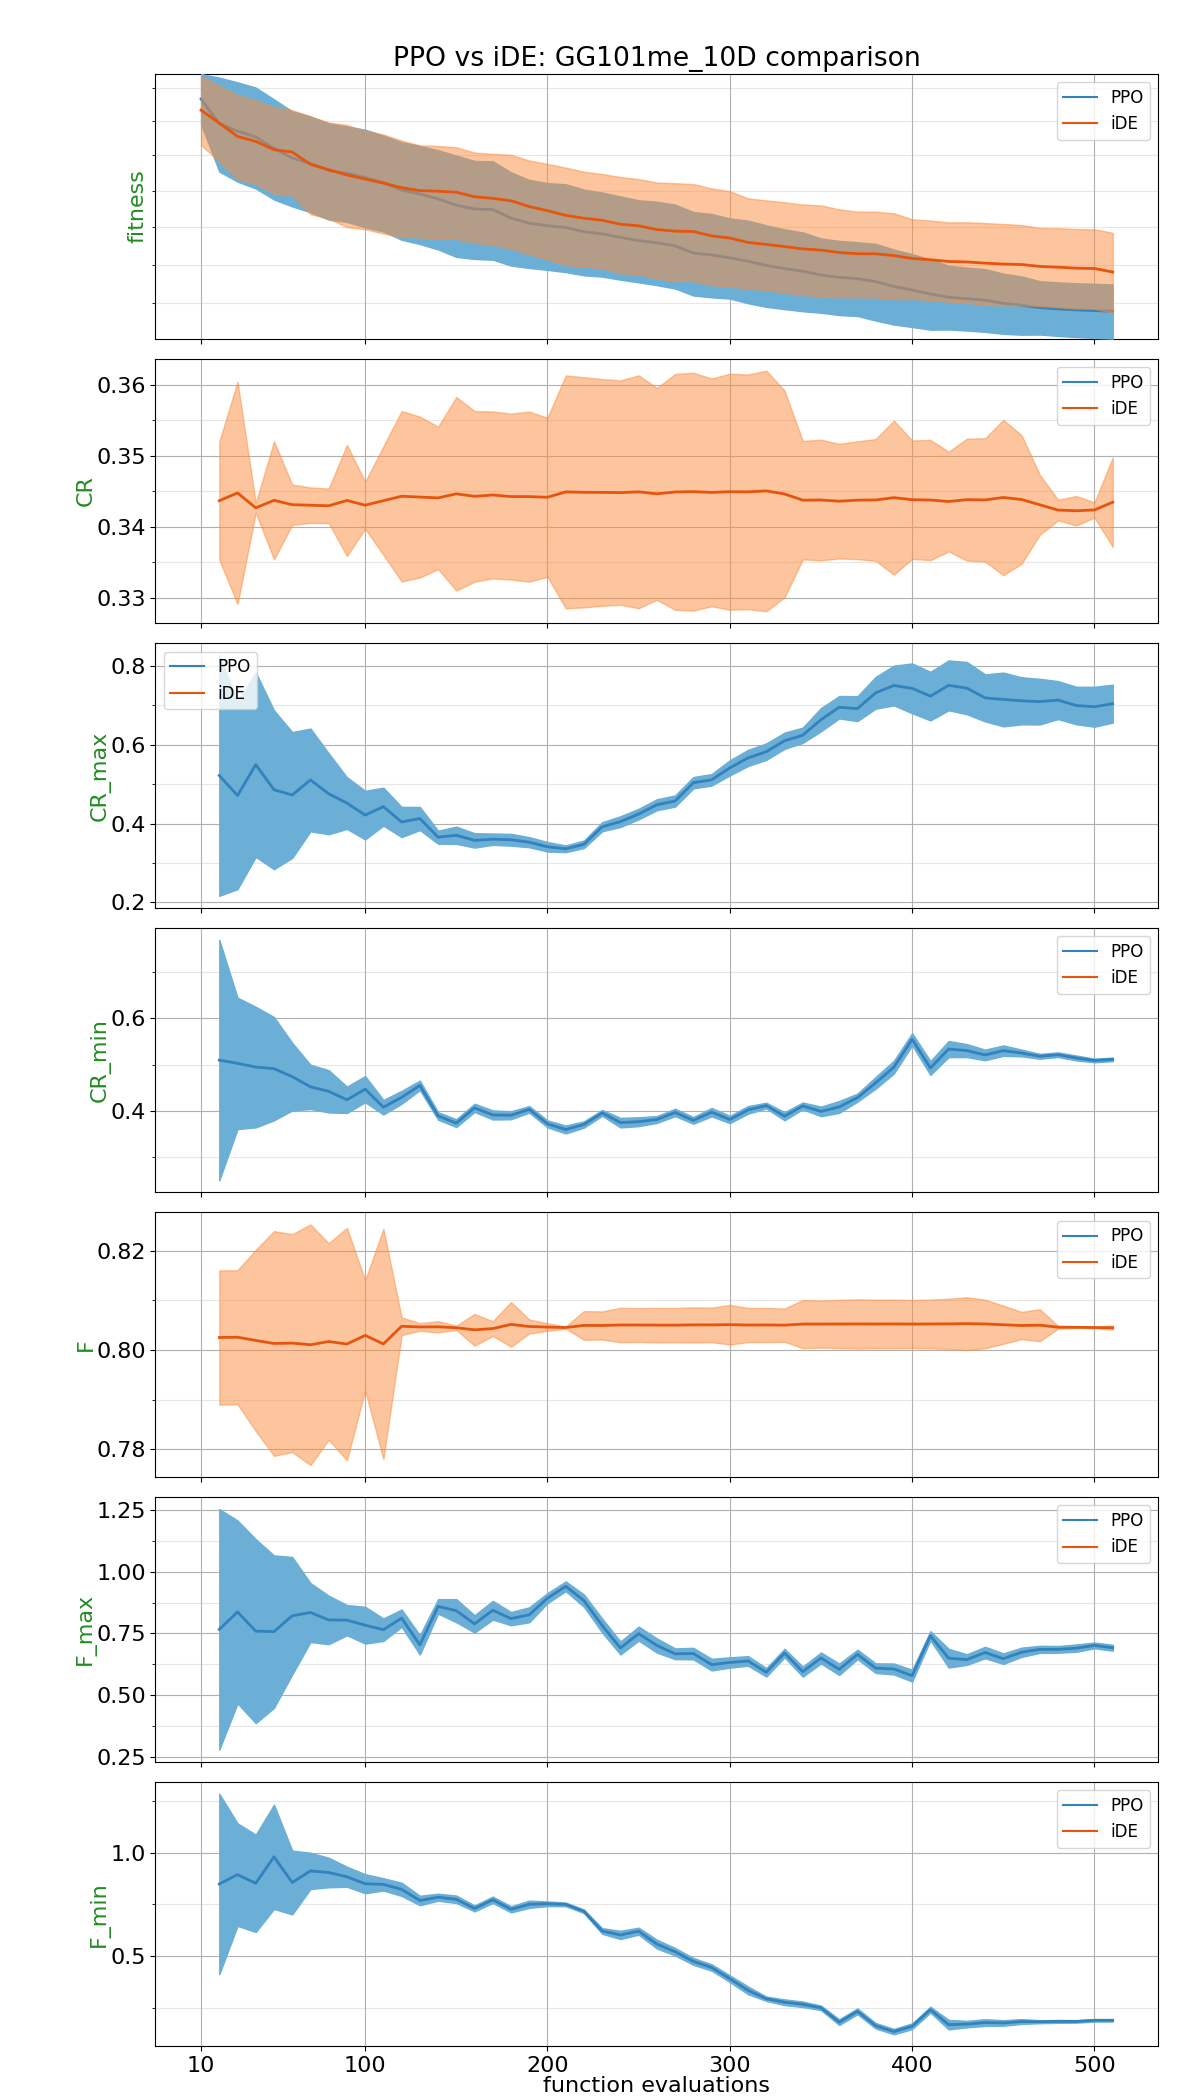 PPO vs iDE: GG101me_10D comparison
fitness
PPO
iDE
CR
0.36
0.35
0.34
0.33
PPO
iDE
CR_max
0.8
0.6
0.4
0.2
PPO
iDE
CR_min
0.6
0.4
PPO
iDE
F
0.82
0.80
0.78
PPO
iDE
F_max
1.25
1.00
0.75
0.50
0.25
PPO
iDE
F_min
1.0
0.5
PPO
iDE
10 100 200 300 400 500
function evaluations